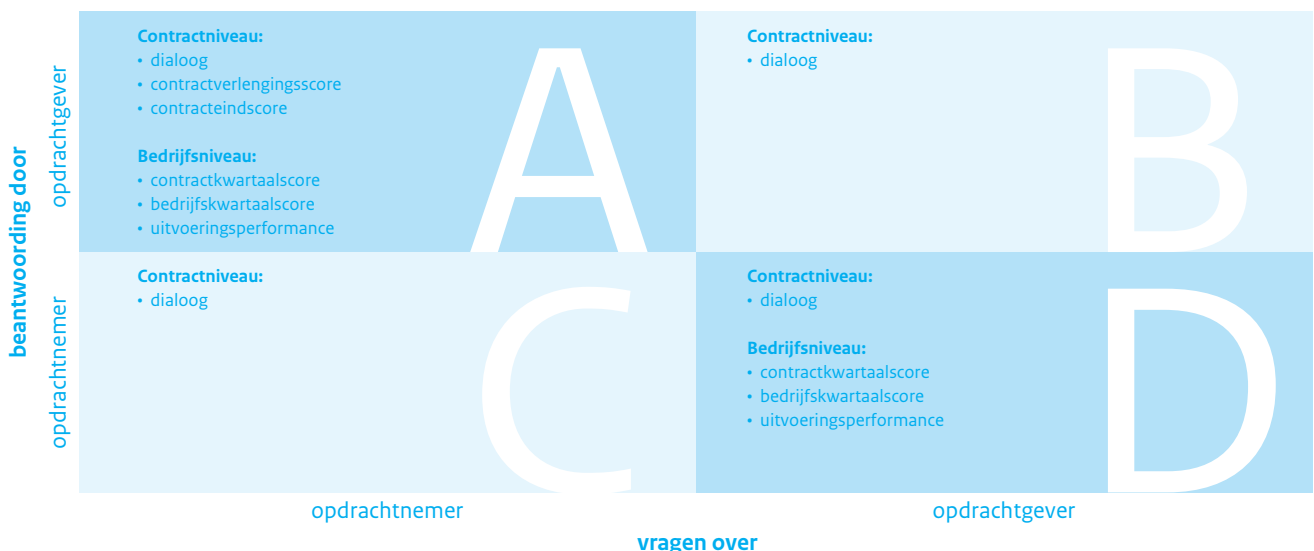 beantwoording door
opdrachtgever
Contractniveau:
• dialoog
• contractverlengingsscore
• contracteindscore
Bedrijfsniveau:
• contractkwartaalscore
• bedrijfskwartaalscore
• uitvoeringsperformance
A
Contractniveau:
• dialoog
B
opdrachtnemer
Contractniveau:
• dialoog
C
Contractniveau:
• dialoog
Bedrijfsniveau:
• contractkwartaalscore
• bedrijfskwartaalscore
• uitvoeringsperformance
D
opdrachtnemer
opdrachtgever
vragen over